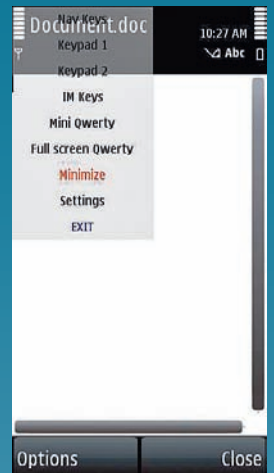 Document.doc
10:27 AM
Abc
Nav Keys
Keypad 1
Keypad 2
IM Keys
Mini Qwerty
Full screen Qwerty
Minimize
Settings
EXIT
Options
Close